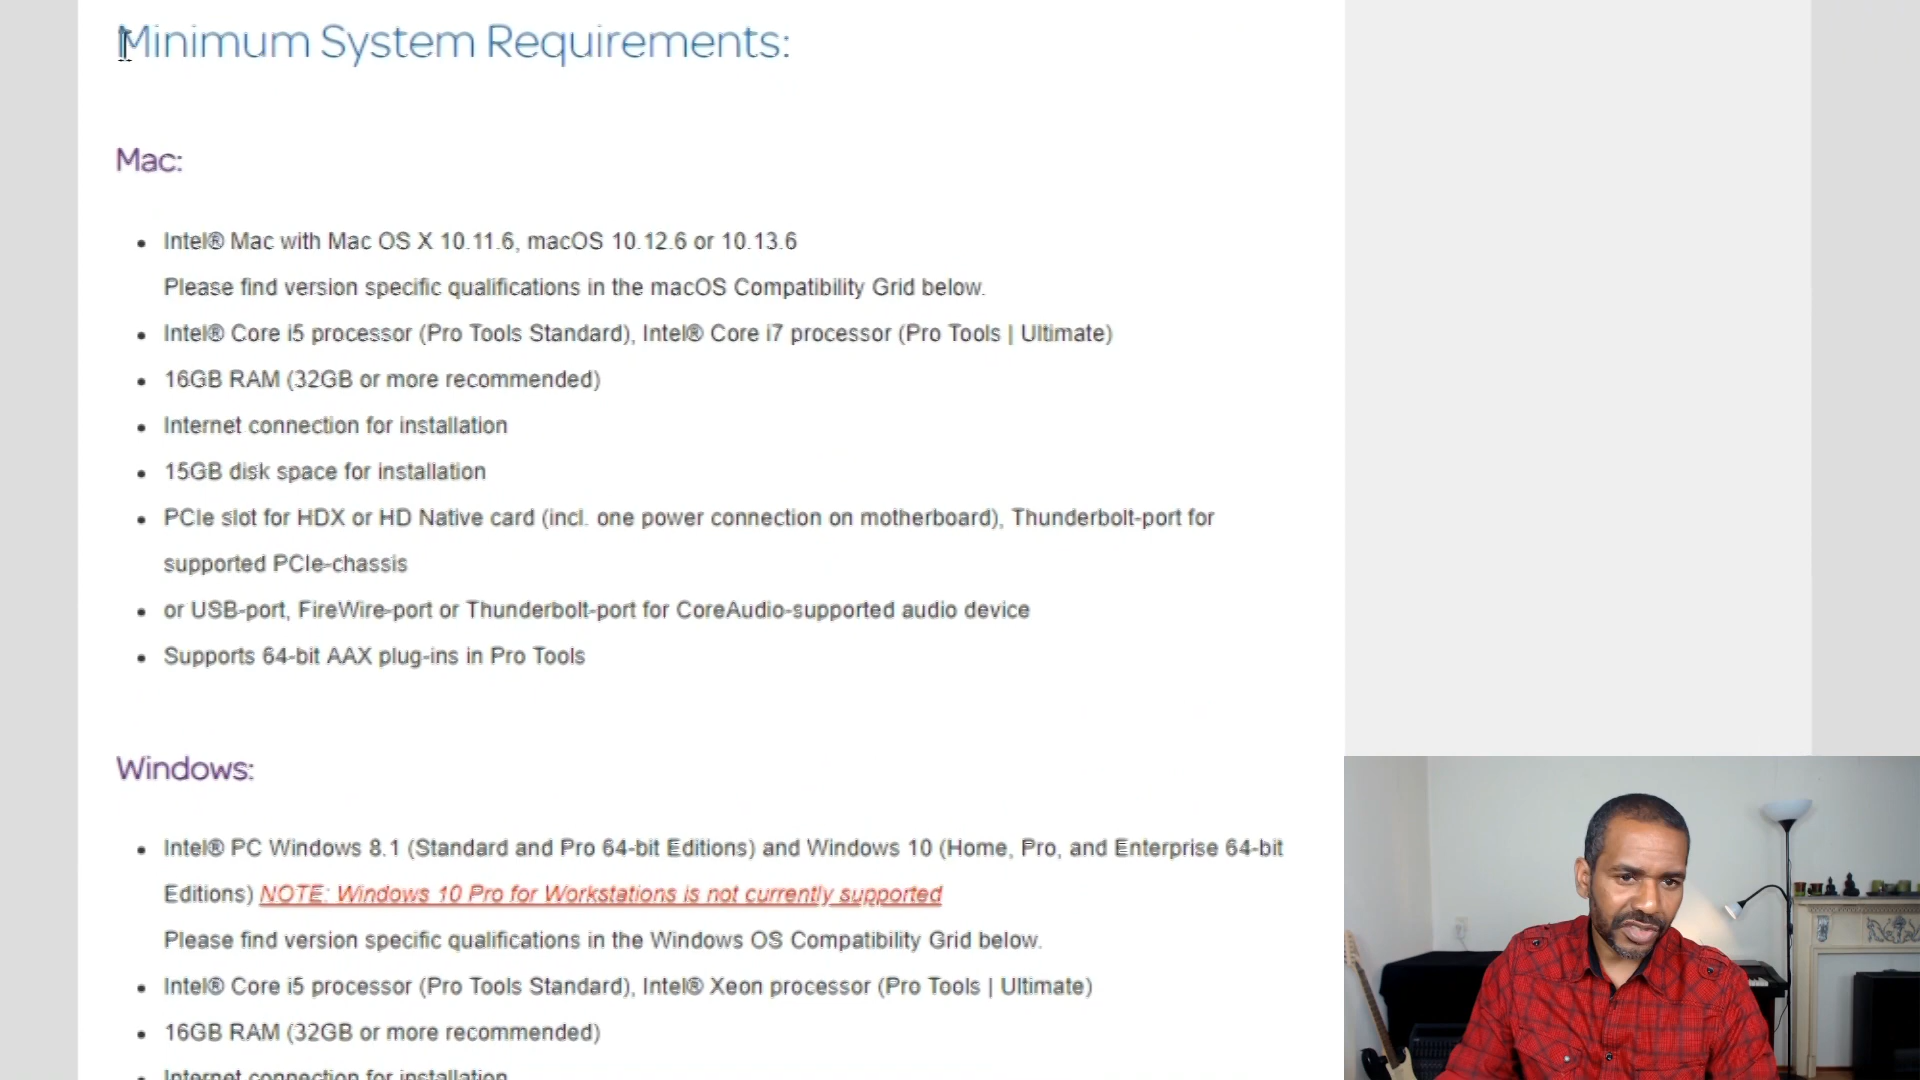 Minimum System Requirements:
Mac:
Intel® Mac with Mac OS X 10.11.6, macOS 10.12.6 or 10.13.6
Please find version specific qualifications in the macOS Compatibility Grid below.
Intel® Core i5 processor (Pro Tools Standard), Intel® Core i7 processor (Pro Tools | Ultimate)
16GB RAM (32GB or more recommended)
Internet connection for installation
15GB disk space for installation
PCIe slot for HDX or HD Native card (incl. one power connection on motherboard), Thunderbolt-port for
supported PCIe-chassis
or USB-port, FireWire-port or Thunderbolt-port for CoreAudio-supported audio device
Supports 64-bit AAX plug-ins in Pro Tools
Windows:
Intel® PC Windows 8.1 (Standard and Pro 64-bit Editions) and Windows 10 (Home, Pro, and Enterprise 64-bit
Editions) NOTE: Windows 10 Pro for Workstations is not currently supported
Please find version specific qualifications in the Windows OS Compatibility Grid below.
Intel® Core i5 processor (Pro Tools Standard), Intel® Xeon processor (Pro Tools | Ultimate)
16GB RAM (32GB or more recommended)
Internet connection for installation